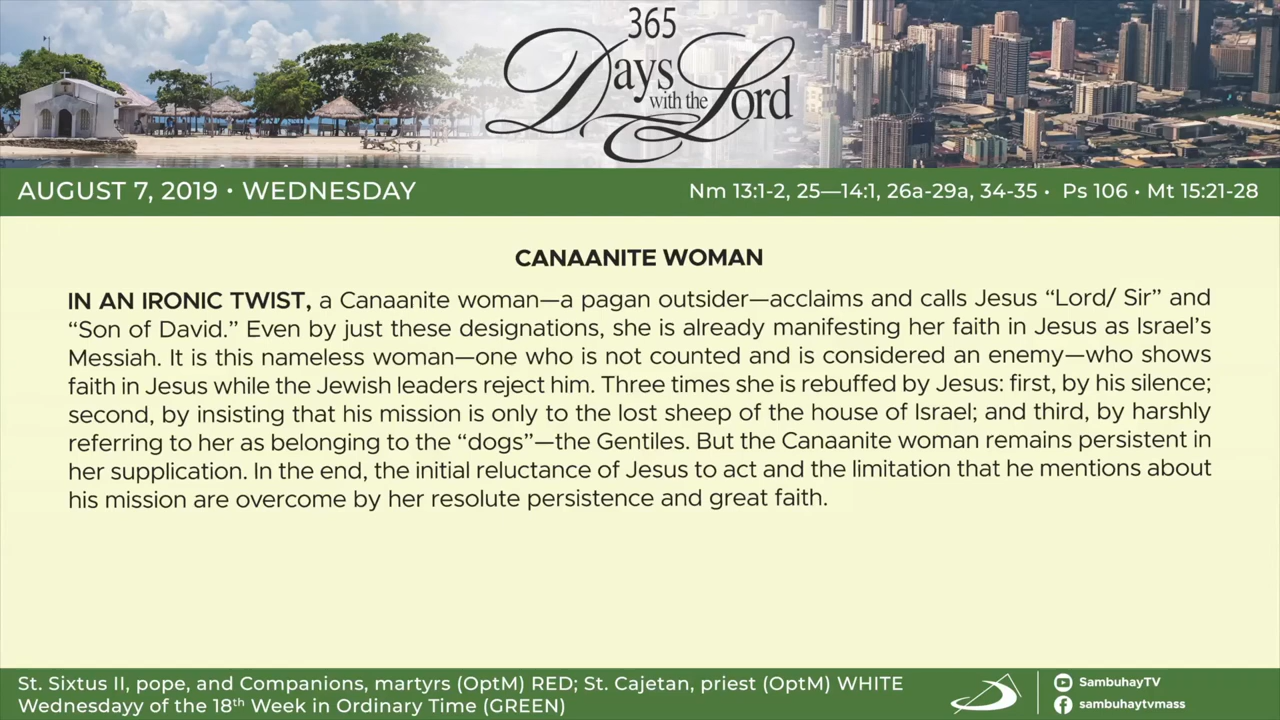 365
Days with the Lord
AUGUST 7, 2019 • WEDNESDAY
Nm 13:1-2, 25—14:1, 26a-29a, 34-35 • Ps 106 • Mt 15:21-28
CANAANITE WOMAN
IN AN IRONIC TWIST, a Canaanite woman—a pagan outsider—acclaims and calls Jesus “Lord/ Sir” and
“Son of David.” Even by just these designations, she is already manifesting her faith in Jesus as Israel’s
Messiah. It is this nameless woman—one who is not counted and is considered an enemy—who shows
faith in Jesus while the Jewish leaders reject him. Three times she is rebuffed by Jesus: first, by his silence;
second, by insisting that his mission is only to the lost sheep of the house of Israel; and third, by harshly
referring to her as belonging to the “dogs”—the Gentiles. But the Canaanite woman remains persistent in
her supplication. In the end, the initial reluctance of Jesus to act and the limitation that he mentions about
his mission are overcome by her resolute persistence and great faith.
St. Sixtus II, pope, and Companions, martyrs (OptM) RED; St. Cajetan, priest (OptM) WHITE
Wednesdayy of the 18th Week in Ordinary Time (GREEN)
SambuhayTV
sambuhaytvmass